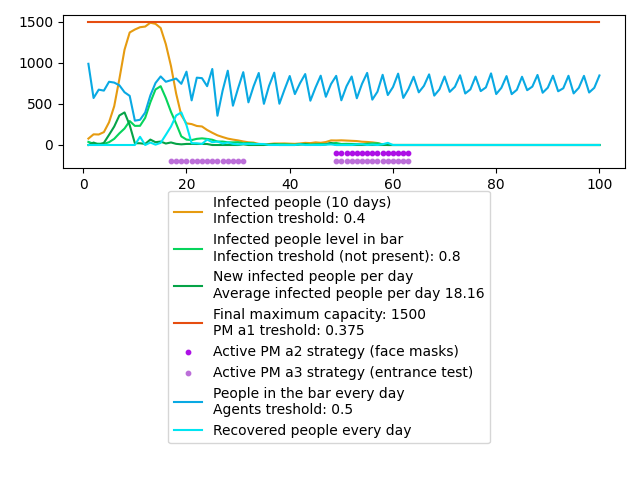 1500
1000
500
0
0 20 40 60 80 100
Infected people (10 days)
Infection treshold: 0.4
Infected people level in bar
Infection treshold (not present): 0.8
New infected people per day
Average infected people per day 18.16
Final maximum capacity: 1500
PM a1 treshold: 0.375
Active PM a2 strategy (face masks)
Active PM a3 strategy (entrance test)
People in the bar every day
Agents treshold: 0.5
Recovered people every day